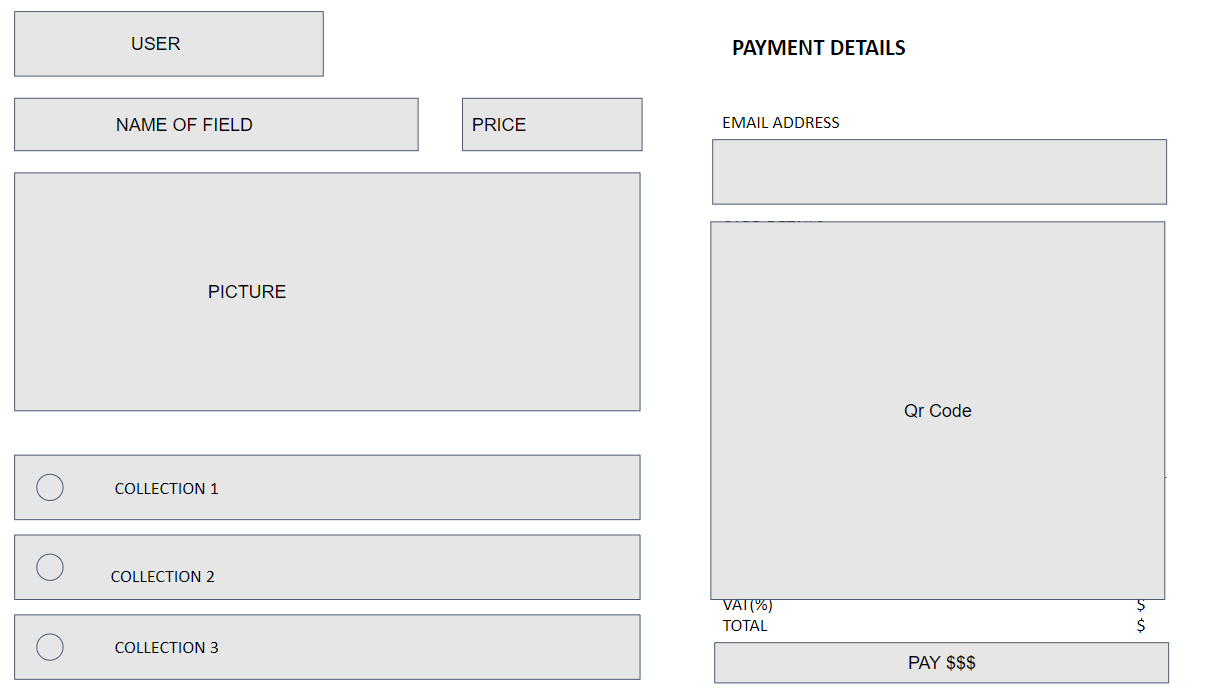 USER
NAME OF FIELD
PRICE
PICTURE
COLLECTION 1
COLLECTION 2
COLLECTION 3
PAYMENT DETAILS
EMAIL ADDRESS
Qr Code
VAT(%) $
TOTAL $
PAY $$$